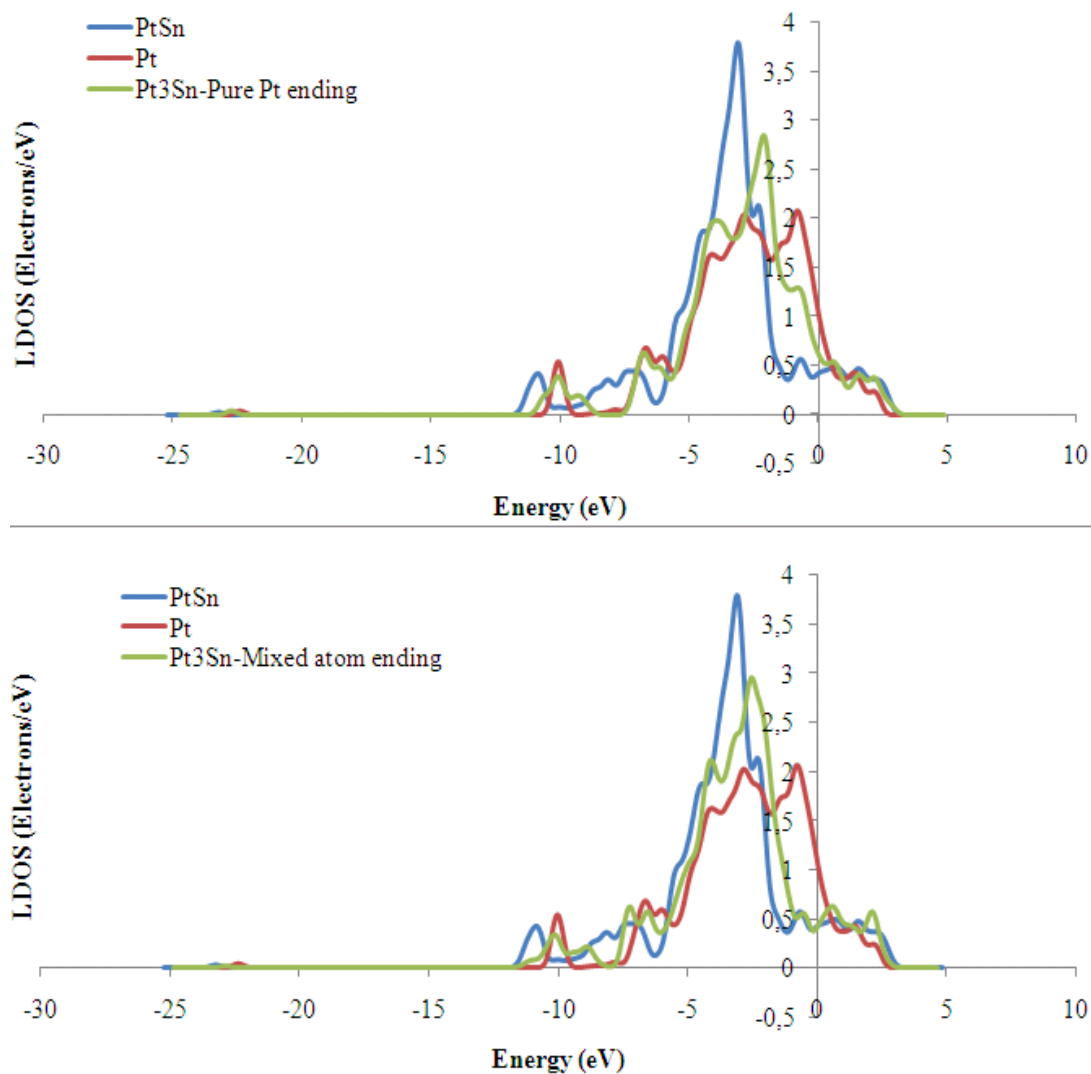 PtSn
Pt
Pt3Sn-Pure Pt ending
LDOS (Electrons/eV)
4
3,5
3
2,5
2
1,5
1
0,5
0
-0,5
-30 -25 -20 -15 -10 -5 0 5 10
Energy (eV)
PtSn
Pt
Pt3Sn-Mixed atom ending
LDOS (Electrons/eV)
4
3,5
3
2,5
2
1,5
1
0,5
0
-0,5
-30 -25 -20 -15 -10 -5 0 5 10
Energy (eV)